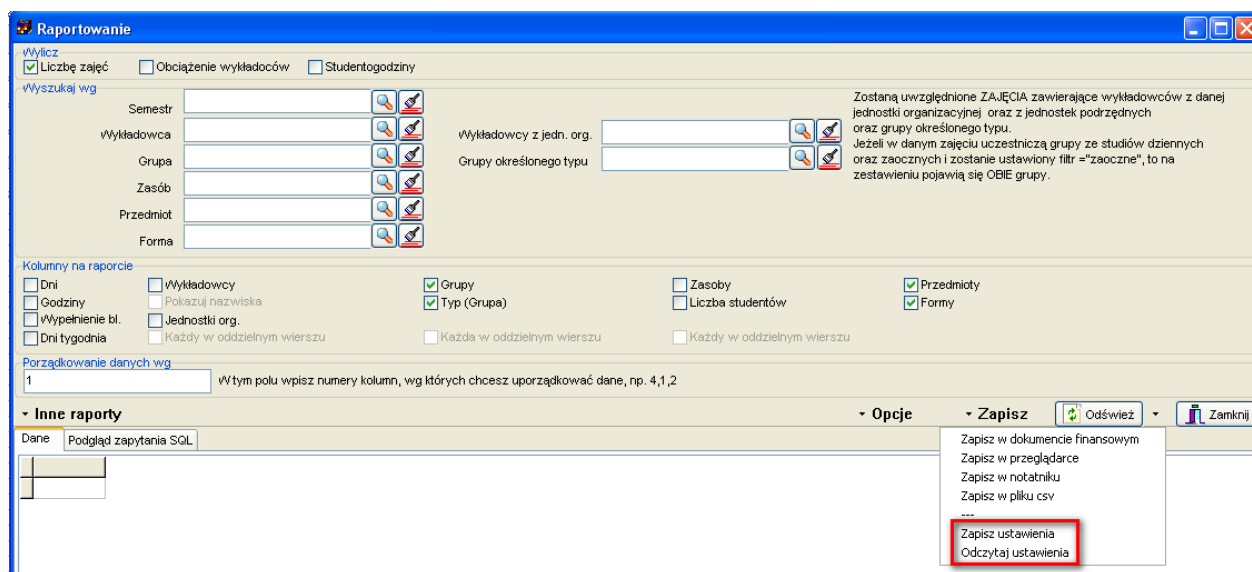 Raportowanie
Wylicz
Liczbę zajęć Obciążenie wykładoców Studentogodziny
Wyszukaj wg
Semestr
Wykładowca
Grupa
Zasób
Przedmiot
Forma
Wykładowcy z jedn. org.
Grupy określonego typu
Zostaną uwzględnione ZAJĘCIA zawierające wykładowców z danej
jednostki organizacyjnej oraz z jednostek podrzędnych
oraz grupy określonego typu.
Jeżeli w danym zajęciu uczestniczą grupy ze studiów dziennych
oraz zaocznych i zostanie ustawiony filtr ="zaoczne", to na
zestawieniu pojawią się OBIE grupy.
Kolumny na raporcie
Dni Wykładowcy Grupy Zasoby Przedmioty
Godziny Pokazuj nazwiska Typ (Grupa) Liczba studentów Formy
Wypełnienie bl. Jednostki org.
Dni tygodnia Każdy w oddzielnym wierszu Każda w oddzielnym wierszu Każdy w oddzielnym wierszu
Porządkowanie danych wg
1 W tym polu wpisz numery kolumn, wg których chcesz uporządkować dane, np. 4,1,2
Inne raporty Opcje Zapisz Odśwież Zamknij
Dane Podgląd zapytania SQL
Zapisz w dokumencie finansowym
Zapisz w przeglądarce
Zapisz w notatniku
Zapisz w pliku csv
---
Zapisz ustawienia
Odczytaj ustawienia